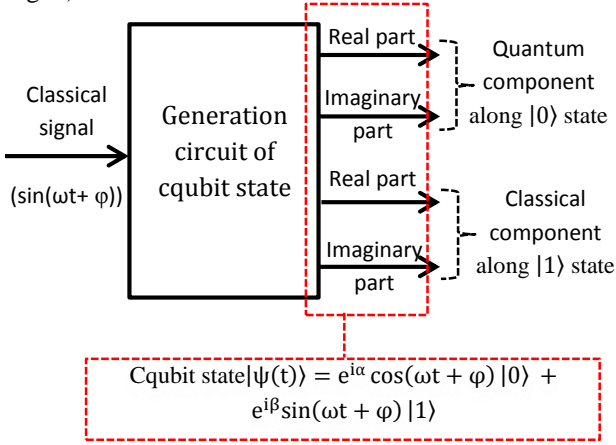 Real part
Quantum
component
along |0⟩ state
Classical
signal
(sin(ωt+ φ))
Generation
circuit of
cqubit state
Imaginary
part
Real part
Classical
component
along |1⟩ state
Imaginary
part
Cqubit state|ψ(t)⟩ = e^{iα} cos(ωt + φ) |0⟩ +
e^{iβ}sin(ωt + φ) |1⟩